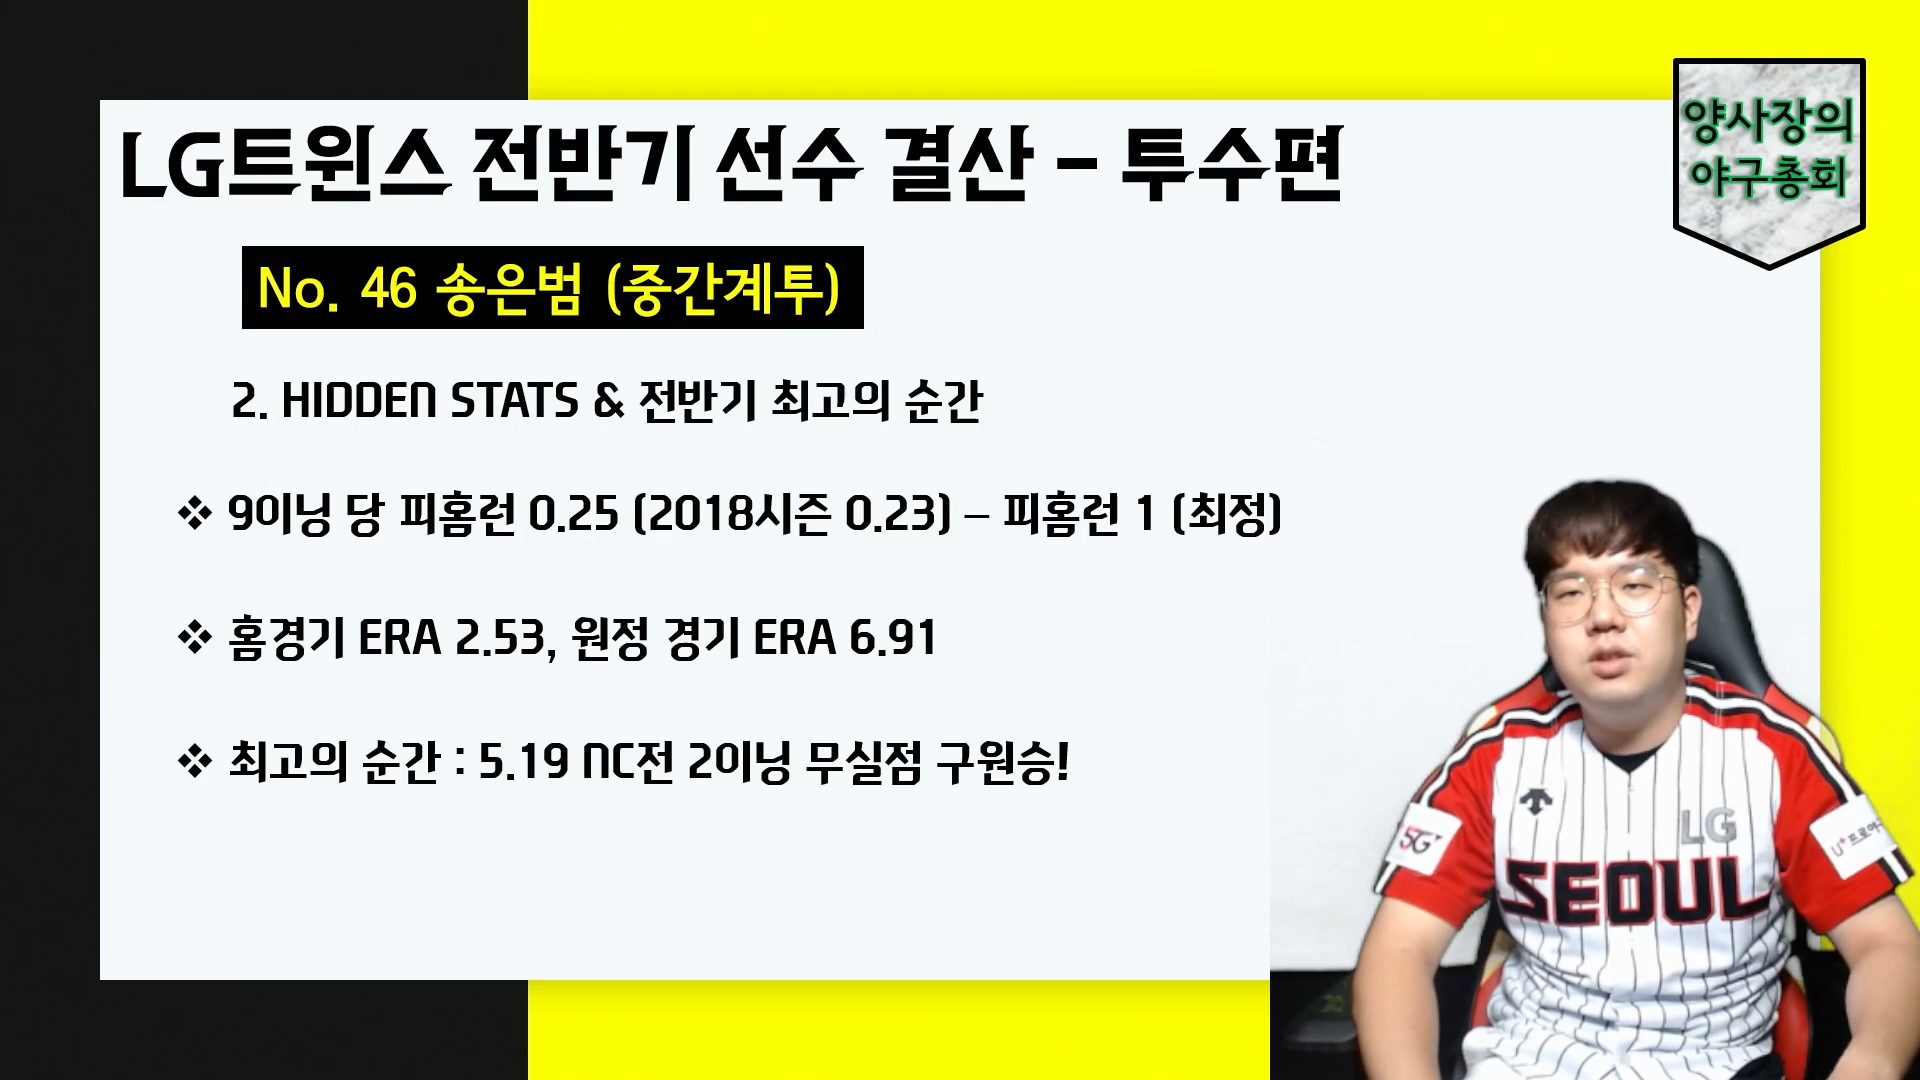 LG트윈스 전반기 선수 결산 - 투수편
양사장의
야구총회
No. 46 송은범 (중간계투)
2. HIDDEN STATS & 전반기 최고의 순간
❖ 9이닝 당 피홈런 0.25 (2018시즌 0.23) – 피홈런 1 (최정)
❖ 홈경기 ERA 2.53, 원정 경기 ERA 6.91
❖ 최고의 순간 : 5.19 NC전 2이닝 무실점 구원승!
5G
LG
U+프로야구
SEOUL